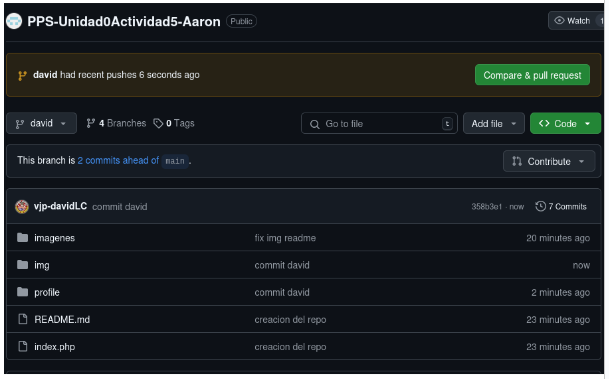 PPS-Unidad0Actividad5-Aaron Public Watch 1
david had recent pushes 6 seconds ago Compare & pull request
david 4 Branches 0 Tags Go to file t Add file Code
This branch is 2 commits ahead of main. Contribute
vjp-davidLC commit david 358b3e1 · now 7 Commits
imagenes fix img readme 20 minutes ago
img commit david now
profile commit david 2 minutes ago
README.md creacion del repo 23 minutes ago
index.php creacion del repo 23 minutes ago